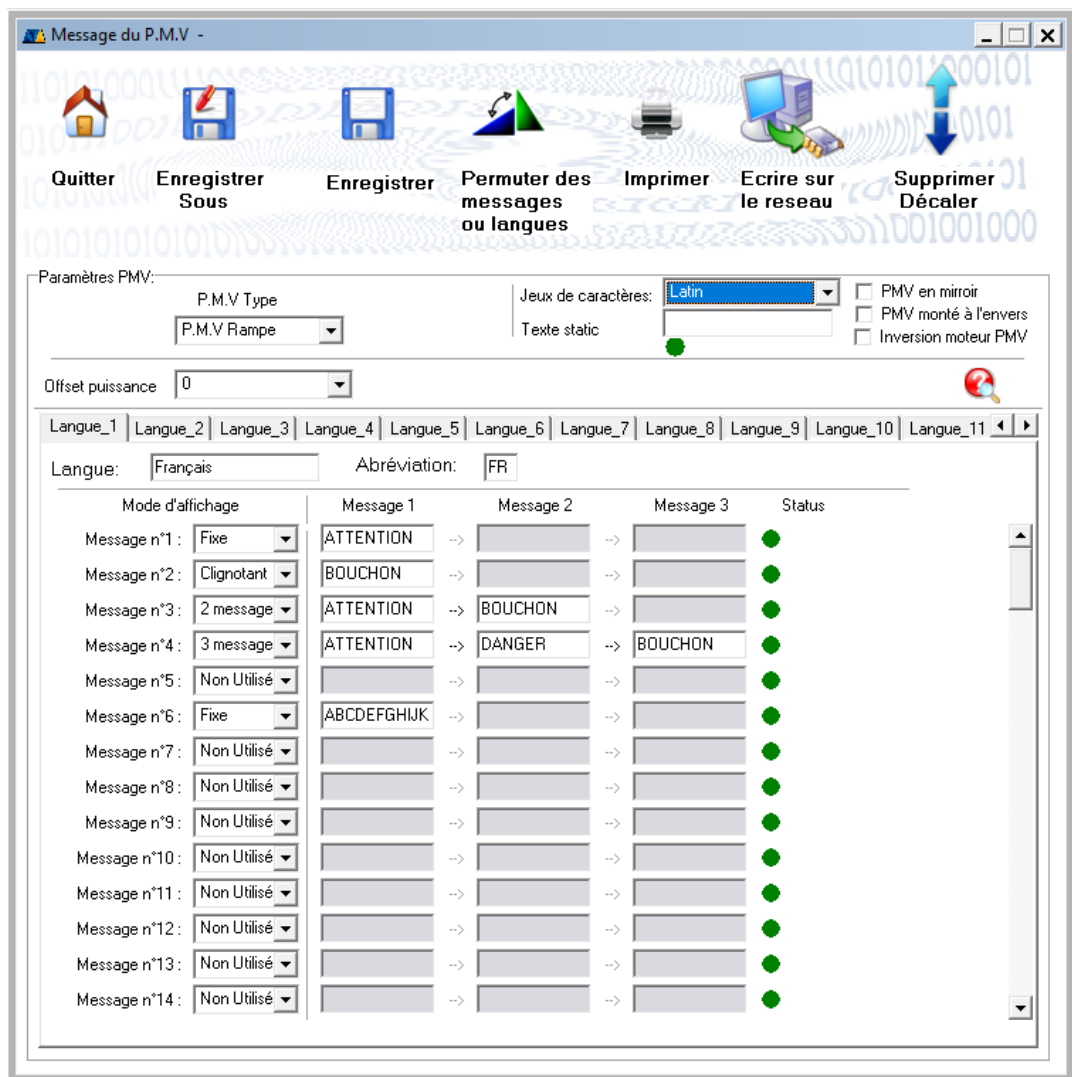 Message du P.M.V -
Quitter
Enregistrer
Sous
Enregistrer
Permuter des
messages
ou langues
Imprimer
Ecrire sur
le reseau
Supprimer
Décaler
Paramètres PMV:
P.M.V Type
P.M.V Rampe
Jeux de caractères: Latin
Texte static
PMV en mirroir
PMV monté à l'envers
Inversion moteur PMV
Offset puissance 0
Langue_1 Langue_2 Langue_3 Langue_4 Langue_5 Langue_6 Langue_7 Langue_8 Langue_9 Langue_10 Langue_11
Langue: Français Abréviation: FR
Mode d'affichage Message 1 Message 2 Message 3 Status
Message n°1 : Fixe ATTENTION --> -->
Message n°2 : Clignotant BOUCHON --> -->
Message n°3 : 2 message ATTENTION --> BOUCHON -->
Message n°4 : 3 message ATTENTION --> DANGER --> BOUCHON
Message n°5 : Non Utilisé --> -->
Message n°6 : Fixe ABCDEFGHIJK --> -->
Message n°7 : Non Utilisé --> -->
Message n°8 : Non Utilisé --> -->
Message n°9 : Non Utilisé --> -->
Message n°10 : Non Utilisé --> -->
Message n°11 : Non Utilisé --> -->
Message n°12 : Non Utilisé --> -->
Message n°13 : Non Utilisé --> -->
Message n°14 : Non Utilisé --> -->